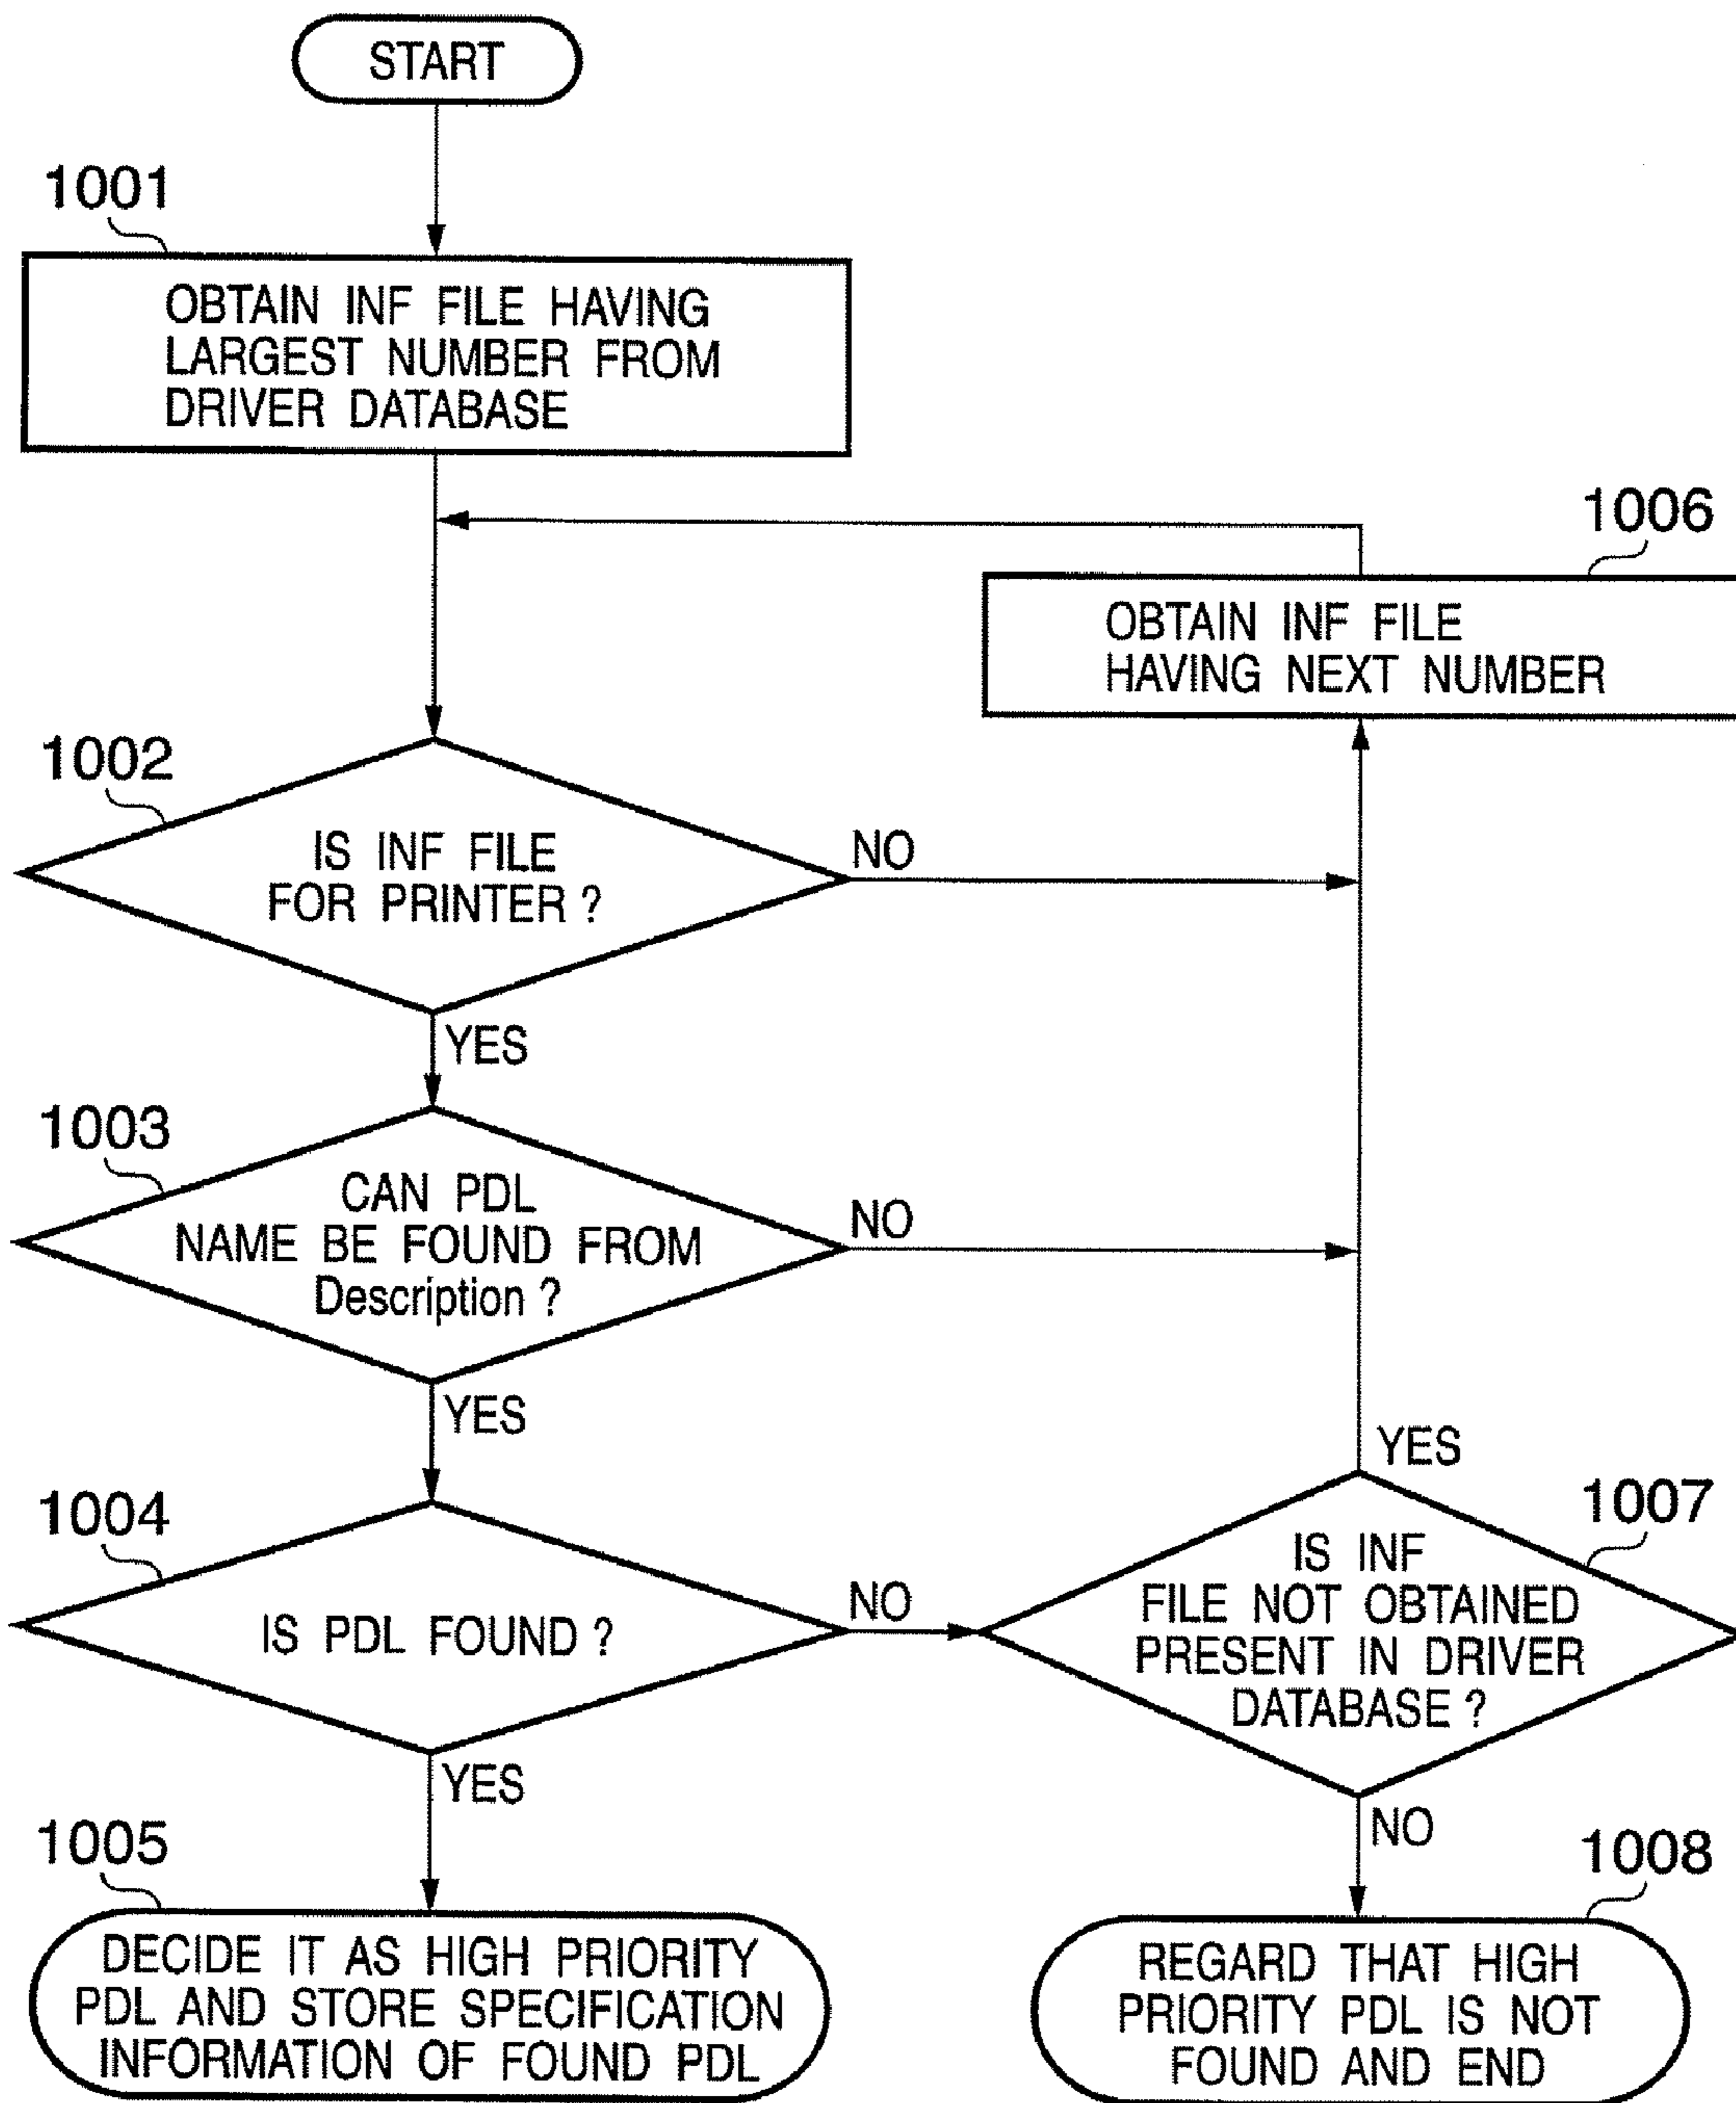 START
1001
OBTAIN INF FILE HAVING
LARGEST NUMBER FROM
DRIVER DATABASE
1006
OBTAIN INF FILE
HAVING NEXT NUMBER
1002
IS INF FILE
FOR PRINTER ?
NO
YES
1003
CAN PDL
NAME BE FOUND FROM
Description ?
NO
YES
1004
IS PDL FOUND ?
NO
YES
YES
1007
IS INF
FILE NOT OBTAINED
PRESENT IN DRIVER
DATABASE ?
NO
1005
DECIDE IT AS HIGH PRIORITY
PDL AND STORE SPECIFICATION
INFORMATION OF FOUND PDL
1008
REGARD THAT HIGH
PRIORITY PDL IS NOT
FOUND AND END